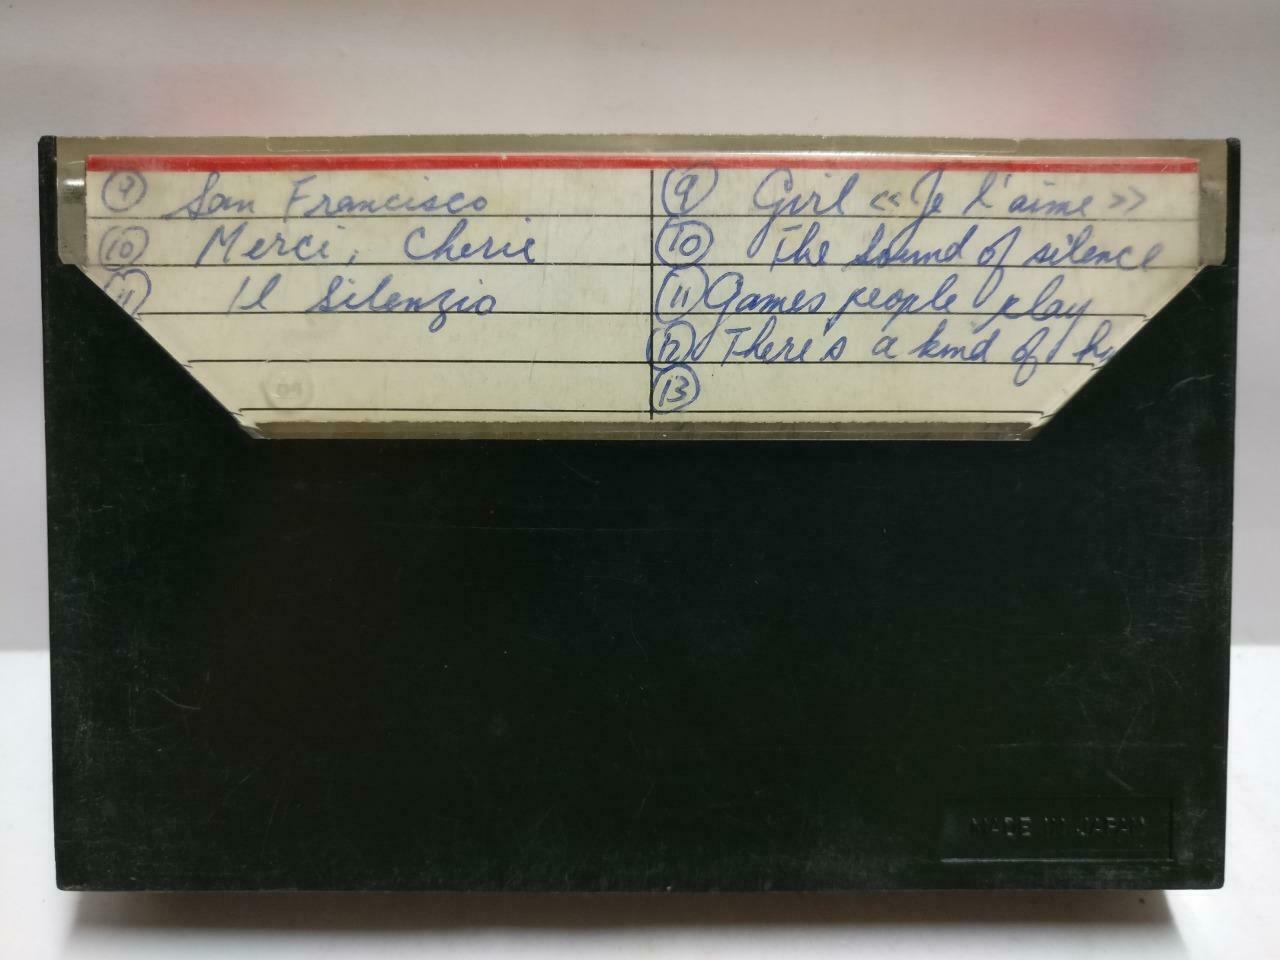 ⑨ San Francisco
⑩ Merci, Cherie
⑪ Il Silenzio
⑨ Girl «Je l'aime»
⑩ The Sound of silence
⑪ Games people play
⑫ There's a kind of
⑬
MADE IN JAPAN